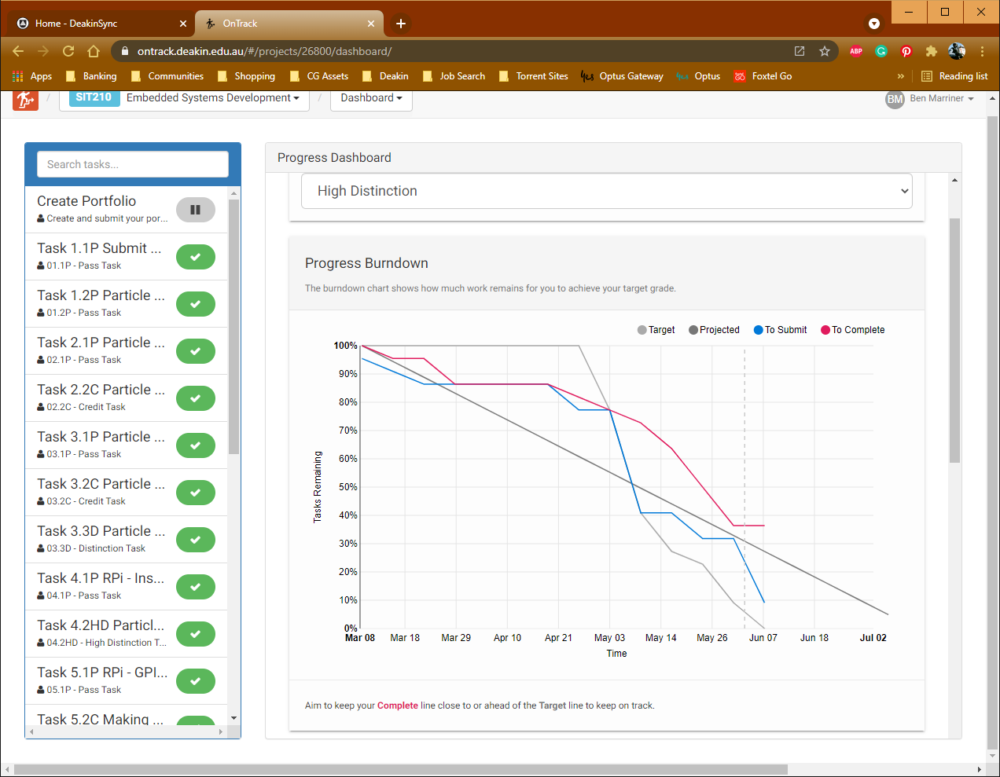 Home - DeakinSync
OnTrack
ontrack.deakin.edu.au/#/projects/26800/dashboard/
ABP
G
Apps
Banking
Communities
Shopping
CG Assets
Deakin
Job Search
Torrent Sites
yes
Optus Gateway
yes
Optus
GO
Foxtel Go
»
Reading list
/
SIT210
Embedded Systems Development
/
Dashboard
BM
Ben Marriner
Search tasks...
Create Portfolio
Create and submit your por...
Task 1.1P Submit ...
01.1P - Pass Task
Task 1.2P Particle ...
01.2P - Pass Task
Task 2.1P Particle ...
02.1P - Pass Task
Task 2.2C Particle ...
02.2C - Credit Task
Task 3.1P Particle ...
03.1P - Pass Task
Task 3.2C Particle ...
03.2C - Credit Task
Task 3.3D Particle ...
03.3D - Distinction Task
Task 4.1P RPi - Ins...
04.1P - Pass Task
Task 4.2HD Particl...
04.2HD - High Distinction T...
Task 5.1P RPi - GPI...
05.1P - Pass Task
Task 5.2C Making ...
Progress Dashboard
High Distinction
Progress Burndown
The burndown chart shows how much work remains for you to achieve your target grade.
Target
Projected
To Submit
To Complete
100%
90%
80%
70%
60%
50%
40%
30%
20%
10%
0%
Tasks Remaining
Mar 08
Mar 18
Mar 29
Apr 10
Apr 21
May 03
May 14
May 26
Jun 07
Jun 18
Jul 02
Time
Aim to keep your Complete line close to or ahead of the Target line to keep on track.